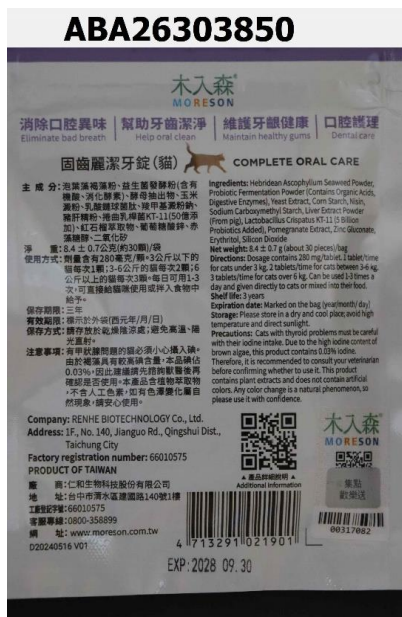 ABA26303850
木入森®
MORESON
消除口腔異味
Eliminate bad breath
幫助牙齒潔淨
Help oral clean
維護牙齦健康
Maintain healthy gums
口腔護理
Dental care
固齒麗潔牙錠(貓)
COMPLETE ORAL CARE
主 成 分:泡葉藻褐藻粉、益生菌發酵粉(含有
機酸、消化酵素)、酵母抽出物、玉米
澱粉、乳酸鏈球菌肽、羧甲基澱粉鈉、
豬肝精粉、捲曲乳桿菌KT-11(50億添
加)、紅石榴萃取物、葡萄糖酸鋅、赤
藻糖醇、二氧化矽
淨 重:8.4±0.7公克(約30顆)/袋
使用方式:劑量含有280毫克/顆。3公斤以下的
貓每次1顆;3-6公斤的貓每次2顆;6
公斤以上的貓每次3顆。每日可用1-3
次,可直接給貓咪使用或拌入食物中
給予。
保存期限:三年
有效期限:標示於外袋(西元年/月/日)
保存方式:請存放於乾燥陰涼處;避免高溫、陽
光直射。
注意事項:有甲狀腺問題的貓必須小心攝入碘。
由於褐藻具有較高碘含量,本品碘佔
0.03%,因此建議請先諮詢獸醫後再
確認是否使用。本產品含植物萃取物
,不含人工色素,如有色澤變化屬自
然現象,請安心使用。
Ingredients: Hebridean Ascophyllum Seaweed Powder,
Probiotic Fermentation Powder (Contains Organic Acids,
Digestive Enzymes), Yeast Extract, Corn Starch, Nisin,
Sodium Carboxymethyl Starch, Liver Extract Powder
(From pig), Lactobacillus Crispatus KT-11 (5 Billion
Probiotics Added), Pomegranate Extract, Zinc Gluconate,
Erythritol, Silicon Dioxide
Net weight: 8.4 ± 0.7 g (about 30 pieces)/bag
Directions: Dosage contains 280 mg/tablet. 1 tablet/time
for cats under 3 kg. 2 tablets/time for cats between 3-6 kg.
3 tablets/time for cats over 6 kg. Can be used 1-3 times a
day and given directly to cats or mixed into their food.
Shelf life: 3 years
Expiration date: Marked on the bag (year/month/day)
Storage: Please store in a dry and cool place; avoid high
temperature and direct sunlight.
Precautions: Cats with thyroid problems must be careful
with their iodine intake. Due to the high iodine content of
brown algae, this product contains 0.03% iodine.
Therefore, it is recommended to consult your veterinarian
before confirming whether to use it. This product
contains plant extracts and does not contain artificial
colors. Any color change is a natural phenomenon, so
please use it with confidence.
Company: RENHE BIOTECHNOLOGY Co., Ltd.
Address: 1F., No. 140, Jianguo Rd., Qingshui Dist.,
Taichung City
Factory registration number: 66010575
PRODUCT OF TAIWAN
廠 商:仁和生物科技股份有限公司
地 址:台中市清水區建國路140號1樓
工廠登記字號:66010575
客服專線:0800-358899
網 址:www.moreson.com.tw
D20240516 V01
▲ 產品詳細說明 ▲
Additional information
木入森®
MORESON
集點
歡樂送
00317082
4 713291 021901
EXP: 2028 09. 30